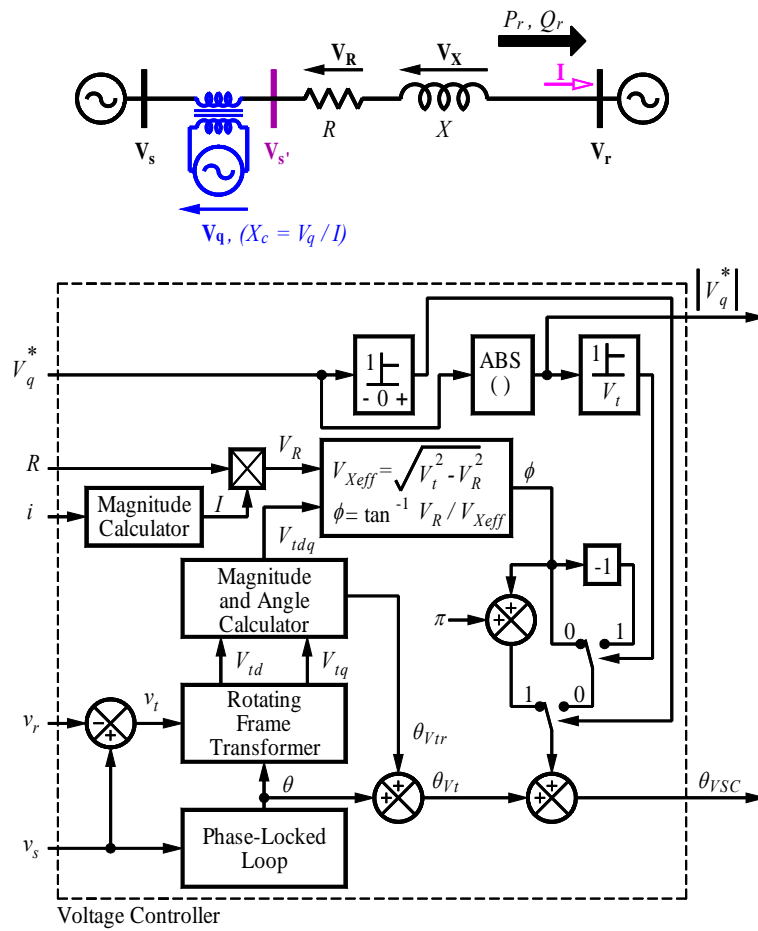 P_r, Q_r
V_R
V_X
I
V_s
V_s'
R
X
V_r
V_q, (X_c = V_q / I)
|V_q^*|
V_q^*
1
- 0 +
ABS
( )
1
V_t
R
V_R
V_Xeff = √V_t^2 - V_R^2
ϕ = tan^-1 V_R / V_Xeff
ϕ
i
Magnitude
Calculator
I
V_tdq
Magnitude
and Angle
Calculator
-1
+
+
π
0
1
V_td
V_tq
1
0
v_r
-
+
v_t
Rotating
Frame
Transformer
θ_Vtr
θ
+
+
θ_Vt
+
+
θ_VSC
v_s
Phase-Locked
Loop
Voltage Controller